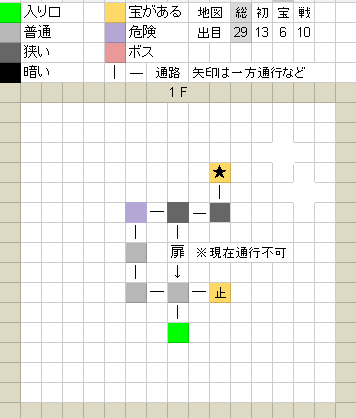 入り口 宝がある 地図 総 初 宝 戦
普通 危険 出目 29 13 6 10
狭い ボス
暗い | — 通路 矢印は一方通行など
1F
★
扉 ※現在通行不可
↓
止